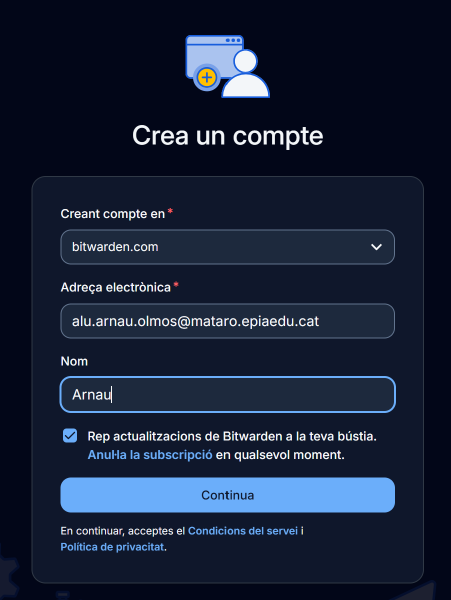 Crea un compte
Creant compte en *
bitwarden.com
Adreça electrònica *
alu.arnau.olmos@mataro.epiaedu.cat
Nom
Arnau
Rep actualitzacions de Bitwarden a la teva bústia.
Anul·la la subscripció en qualsevol moment.
Continua
En continuar, acceptes el Condicions del servei i
Política de privacitat.